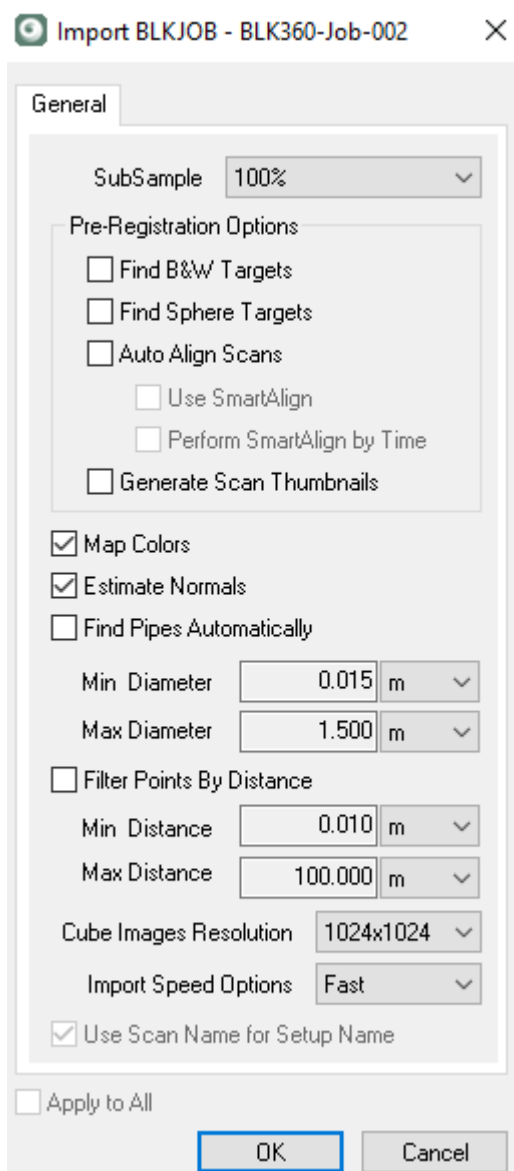 Import BLKJOB - BLK360-Job-002
General
SubSample 100%
Pre-Registration Options
Find B&W Targets
Find Sphere Targets
Auto Align Scans
Use SmartAlign
Perform SmartAlign by Time
Generate Scan Thumbnails
Map Colors
Estimate Normals
Find Pipes Automatically
Min Diameter 0.015 m
Max Diameter 1.500 m
Filter Points By Distance
Min Distance 0.010 m
Max Distance 100.000 m
Cube Images Resolution 1024x1024
Import Speed Options Fast
Use Scan Name for Setup Name
Apply to All
OK Cancel